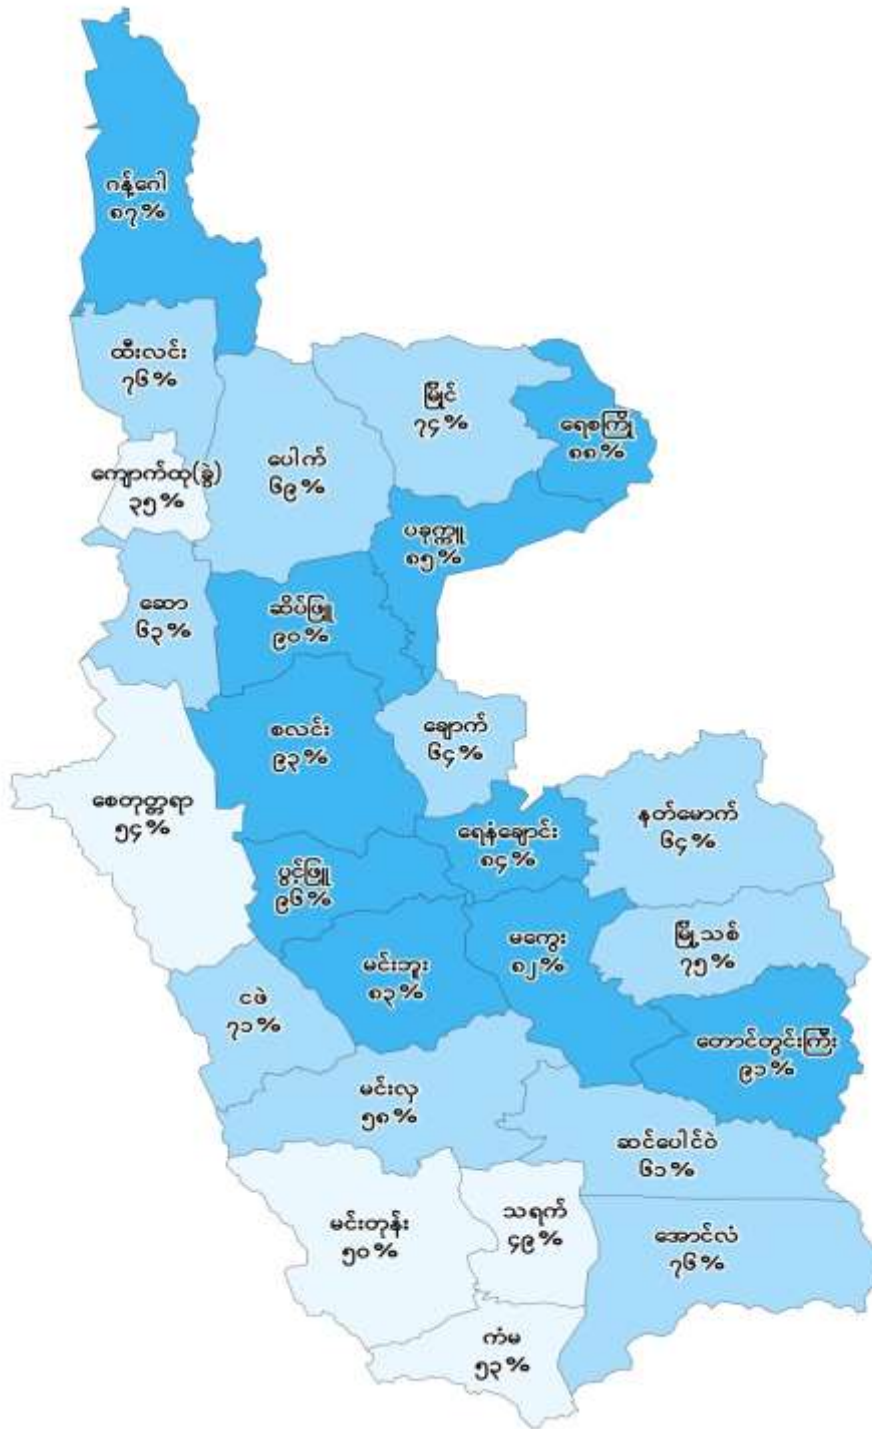 ဂန့်ဂေါ
၈၇%
ထီးလင်း
၇၆%
မြိုင်
၇၄%
ရေစကြို
၈၈%
ကျောက်ထု(ခွဲ)
၃၅%
ပေါက်
၆၉%
ပခုက္ကူ
၈၅%
ဆော
၆၃%
ဆိပ်ဖြူ
၉၀%
စလင်း
၉၃%
ချောက်
၆၄%
စေတုတ္တရာ
၅၄%
ရေနံချောင်း
၈၄%
နတ်မောက်
၆၄%
ပွင့်ဖြူ
၉၆%
မင်းဘူး
၈၃%
မကွေး
၈၂%
မြို့သစ်
၇၅%
ငဖဲ
၇၁%
တောင်တွင်းကြီး
၉၁%
မင်းလှ
၅၈%
ဆင်ပေါင်ဝဲ
၆၁%
မင်းတုန်း
၅၀%
သရက်
၄၉%
အောင်လံ
၇၆%
ကံမ
၅၃%